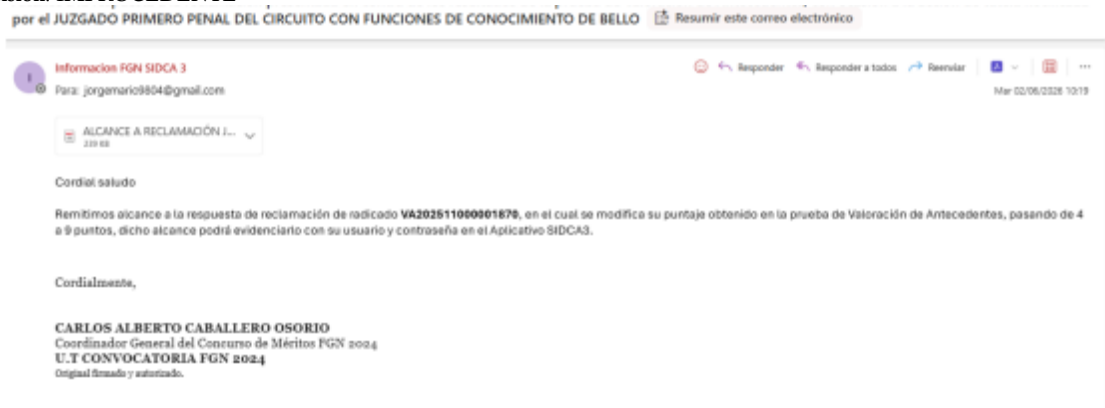 IMPROCEDENTE
por el JUZGADO PRIMERO PENAL DEL CIRCUITO CON FUNCIONES DE CONOCIMIENTO DE BELLO Resumir este correo electrónico
I
Informacion FGN SIDCA 3
Responder Responder a todos Reenviar
Para: jorgemario9804@gmail.com
Mar 02/06/2026 10:19
ALCANCE A RECLAMACIÓN J...
239 KB
Cordial saludo
Remitimos alcance a la respuesta de reclamación de radicado VA202511000001870, en el cual se modifica su puntaje obtenido en la prueba de Valoración de Antecedentes, pasando de 4
a 9 puntos, dicho alcance podrá evidenciarlo con su usuario y contraseña en el Aplicativo SIDCA3.
Cordialmente,
CARLOS ALBERTO CABALLERO OSORIO
Coordinador General del Concurso de Méritos FGN 2024
U.T CONVOCATORIA FGN 2024
Original firmado y autorizado.